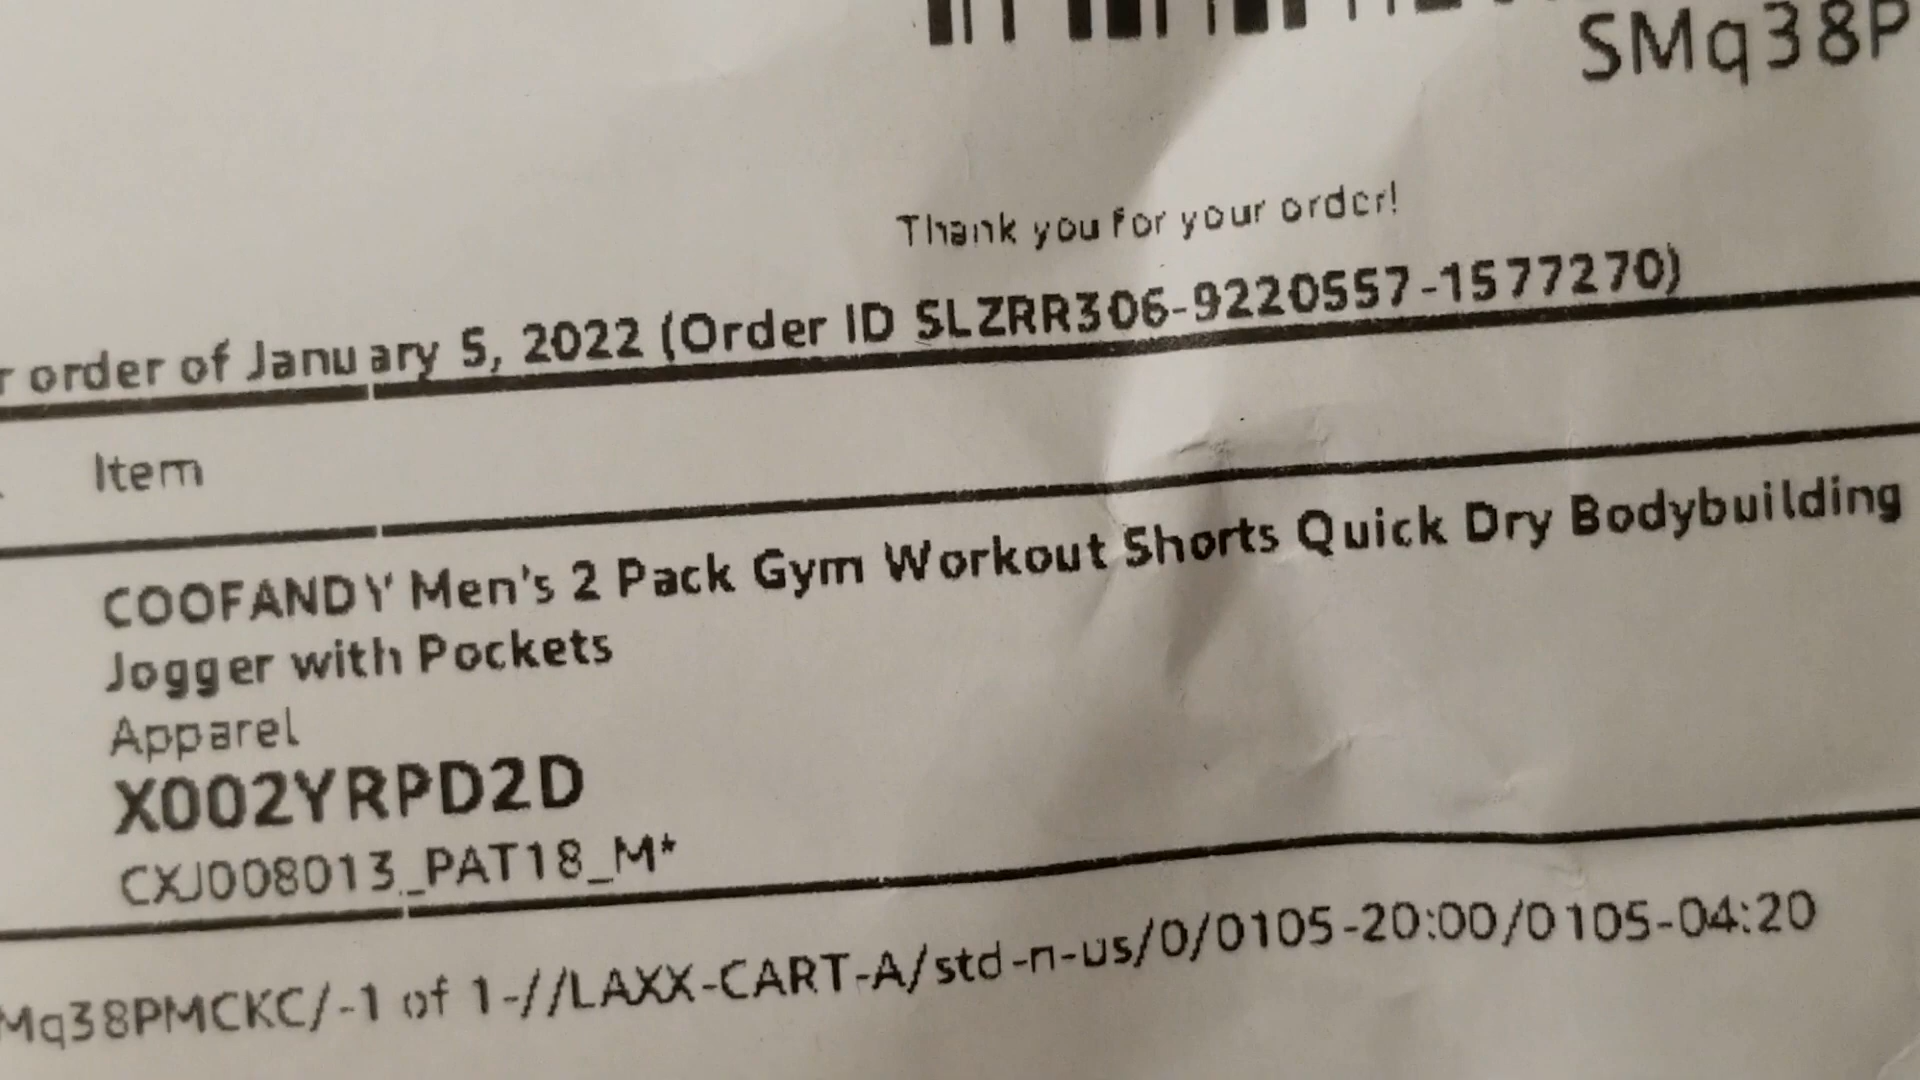 SMq38P
Thank you for your order!
r order of January 5, 2022 (Order ID SLZRR306-9220557-1577270)
Item
COOFANDY Men's 2 Pack Gym Workout Shorts Quick Dry Bodybuilding
Jogger with Pockets
Apparel
X002YRPD2D
CXJ008013_PAT18_M*
Mq38PMCKC/-1 of 1-//LAXX-CART-A/std-n-us/0/0105-20:00/0105-04:20